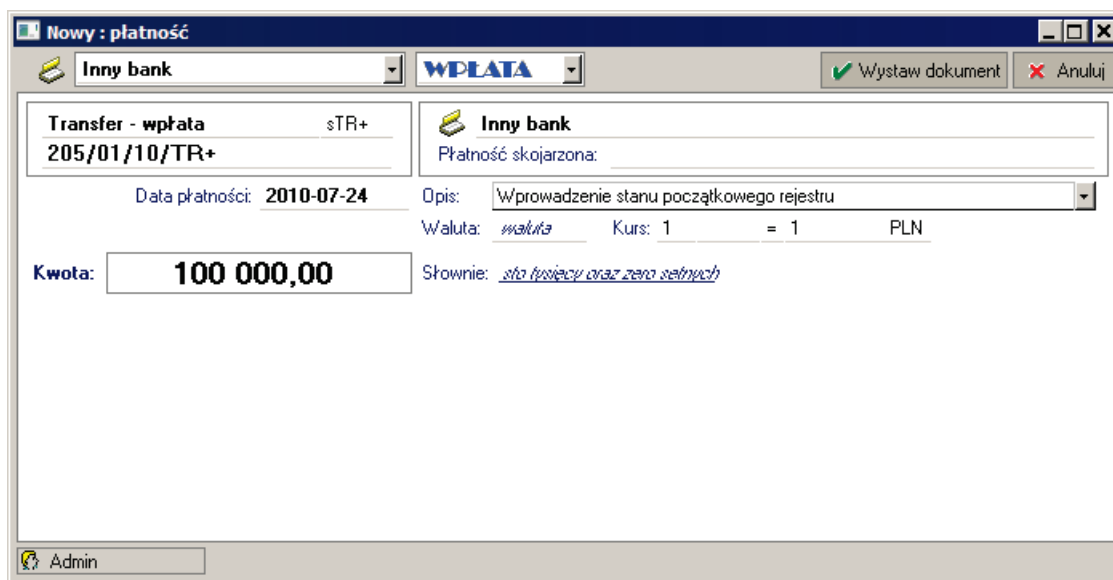 Nowy : płatność
Inny bank WPŁATA Wystaw dokument Anuluj
Transfer - wpłata sTR+
205/01/10/TR+
Inny bank
Płatność skojarzona:
Data płatności: 2010-07-24
Opis: Wprowadzenie stanu początkowego rejestru
Waluta: waluta Kurs: 1 = 1 PLN
Kwota: 100 000,00
Słownie: sto tysięcy oraz zero setnych
Admin